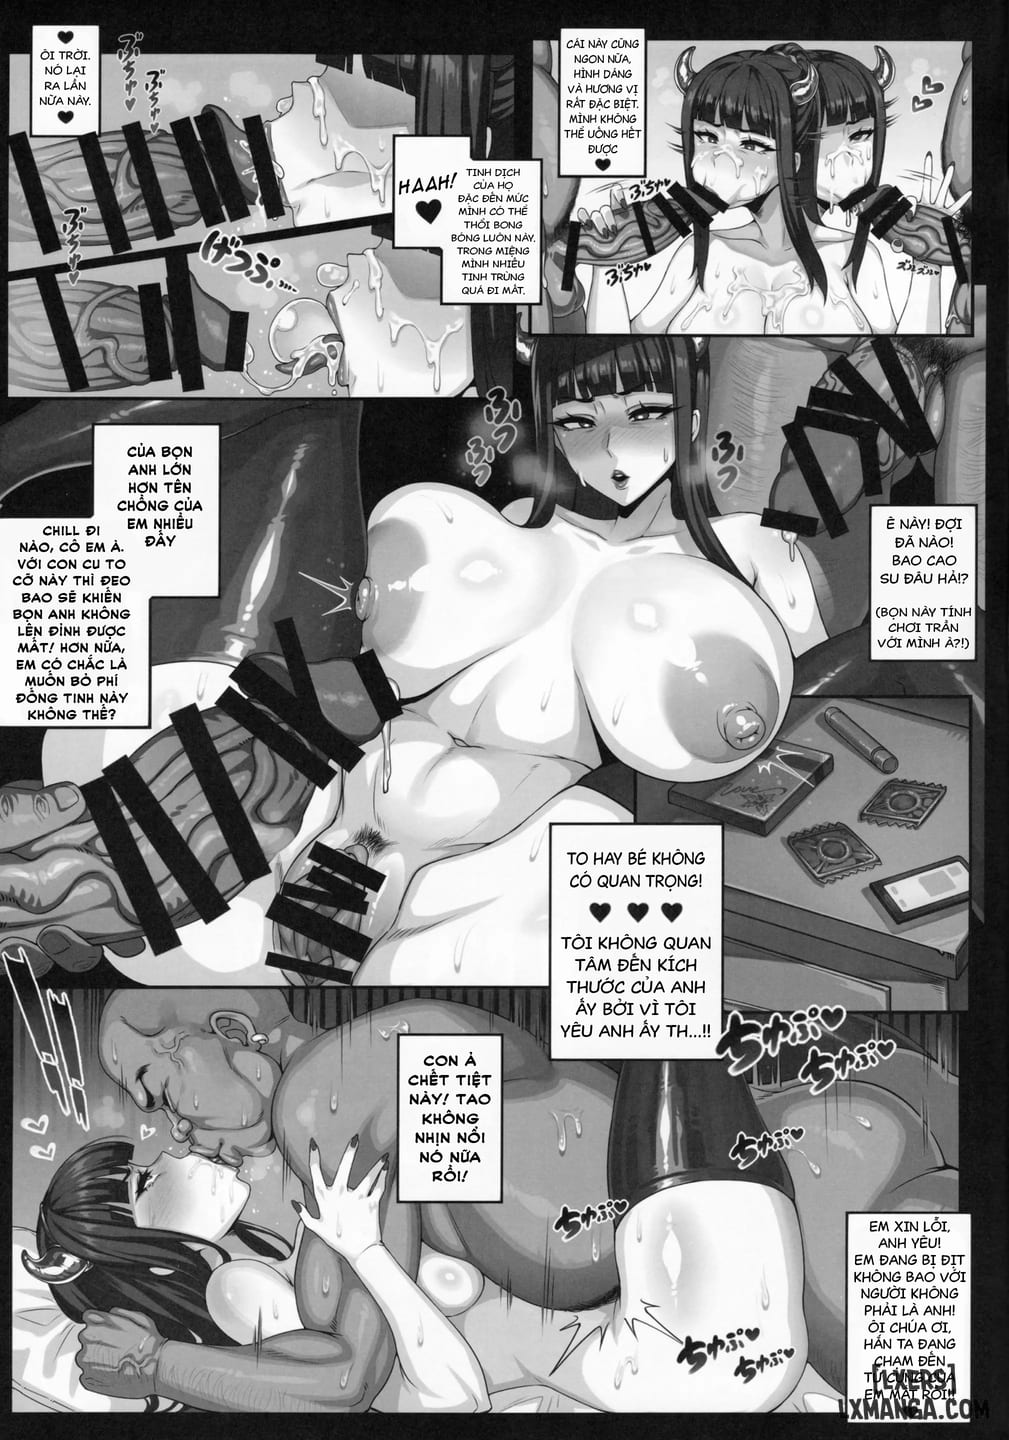 ÔI TRỜI.
NÓ LẠI
RA LẦN
NỮA NÀY.
CÁI NÀY CŨNG
NGON NỮA,
HÌNH DÁNG
VÀ HƯƠNG VỊ
RẤT ĐẶC BIỆT.
MÌNH KHÔNG
THỂ UỐNG HẾT
ĐƯỢC
HAAH!
TINH DỊCH
CỦA HỌ
ĐẶC ĐẾN MỨC
MÌNH CÓ THỂ
THỔI BONG
BÓNG LUÔN NÀY.
TRONG MIỆNG
MÌNH NHIỀU
TINH TRÙNG
QUÁ ĐI MẤT.
CỦA BỌN
ANH LỚN
HƠN TÊN
CHỒNG CỦA
EM NHIỀU
ĐẤY
CHILL ĐI
NÀO, CÔ EM À.
VỚI CON CU TO
CỠ NÀY THÌ ĐEO
BAO SẼ KHIẾN
BỌN ANH KHÔNG
LÊN ĐỈNH ĐƯỢC
MẤT! HƠN NỮA,
EM CÓ CHẮC LÀ
MUỐN BỎ PHÍ
ĐỐNG TINH NÀY
KHÔNG THẾ?
Ê NÀY! ĐỢI
ĐÃ NÀO!
BAO CAO
SU ĐÂU HẢ!?
(BỌN NÀY TÍNH
CHƠI TRẦN
VỚI MÌNH À?!)
TO HAY BÉ KHÔNG
CÓ QUAN TRỌNG!
TÔI KHÔNG QUAN
TÂM ĐẾN KÍCH
THƯỚC CỦA ANH
ẤY BỞI VÌ TÔI
YÊU ANH ẤY TH...!!
CON Ả
CHẾT TIỆT
NÀY! TAO
KHÔNG
NHỊN NỔI
NÓ NỮA
RỒI!
EM XIN LỖI,
ANH YÊU!
EM ĐANG BỊ ĐỊT
KHÔNG BAO VỚI
NGƯỜI KHÔNG
PHẢI LÀ ANH!
ÔI CHÚA ƠI,
HẮN TA ĐANG
CHẠM ĐẾN
TỬ CUNG CỦA
EM MẤT RỒI!!
[LXERS]
LXMANGA.COM